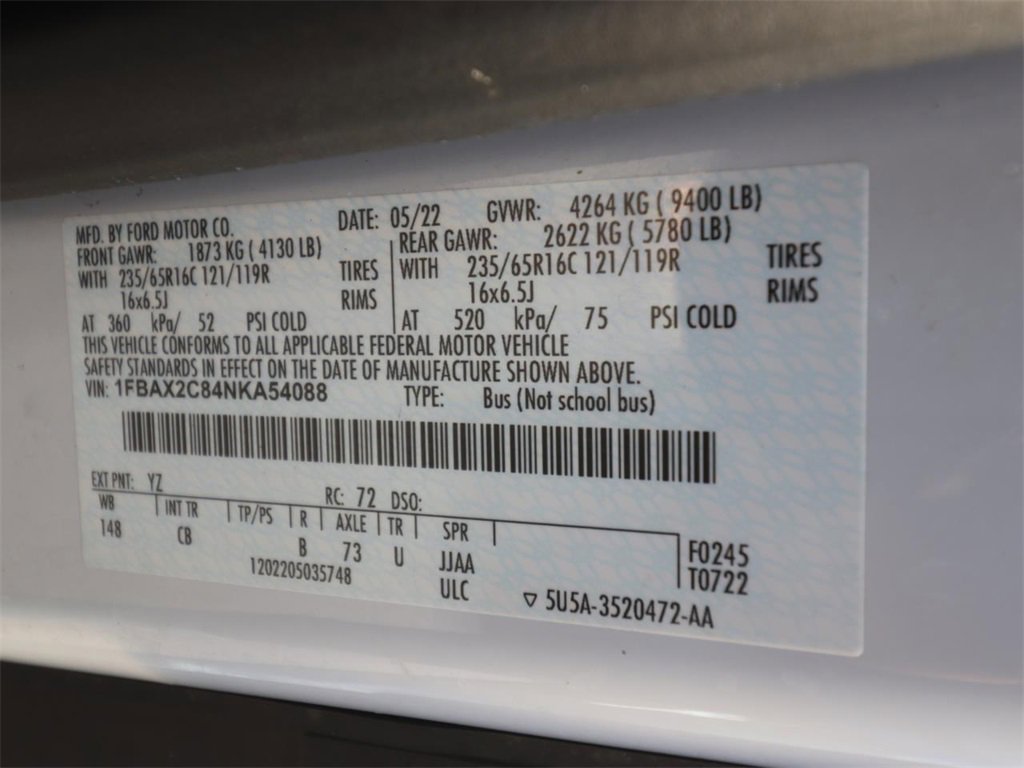 MFD. BY FORD MOTOR CO. DATE: 05/22 GVWR: 4264 KG ( 9400 LB)
FRONT GAWR: 1873 KG ( 4130 LB) REAR GAWR: 2622 KG ( 5780 LB)
WITH 235/65R16C 121/119R TIRES WITH 235/65R16C 121/119R TIRES
16x6.5J RIMS 16x6.5J RIMS
AT 360 kPa/ 52 PSI COLD AT 520 kPa/ 75 PSI COLD
THIS VEHICLE CONFORMS TO ALL APPLICABLE FEDERAL MOTOR VEHICLE
SAFETY STANDARDS IN EFFECT ON THE DATE OF MANUFACTURE SHOWN ABOVE.
VIN: 1FBAX2C84NKA54088 TYPE: Bus (Not school bus)
EXT PNT: YZ RC: 72 DSO:
WB INT TR TP/PS R AXLE TR SPR
148 CB B 73 U JJAA F0245
1202205035748 ULC T0722
▽ 5U5A-3520472-AA